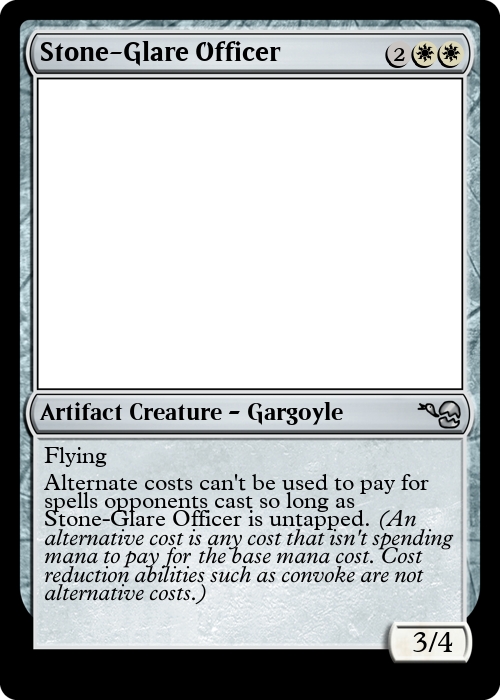 Stone-Glare Officer 2
Artifact Creature - Gargoyle
Flying
Alternate costs can't be used to pay for
spells opponents cast so long as
Stone-Glare Officer is untapped. (An
alternative cost is any cost that isn't spending
mana to pay for the base mana cost. Cost
reduction abilities such as convoke are not
alternative costs.)
3/4